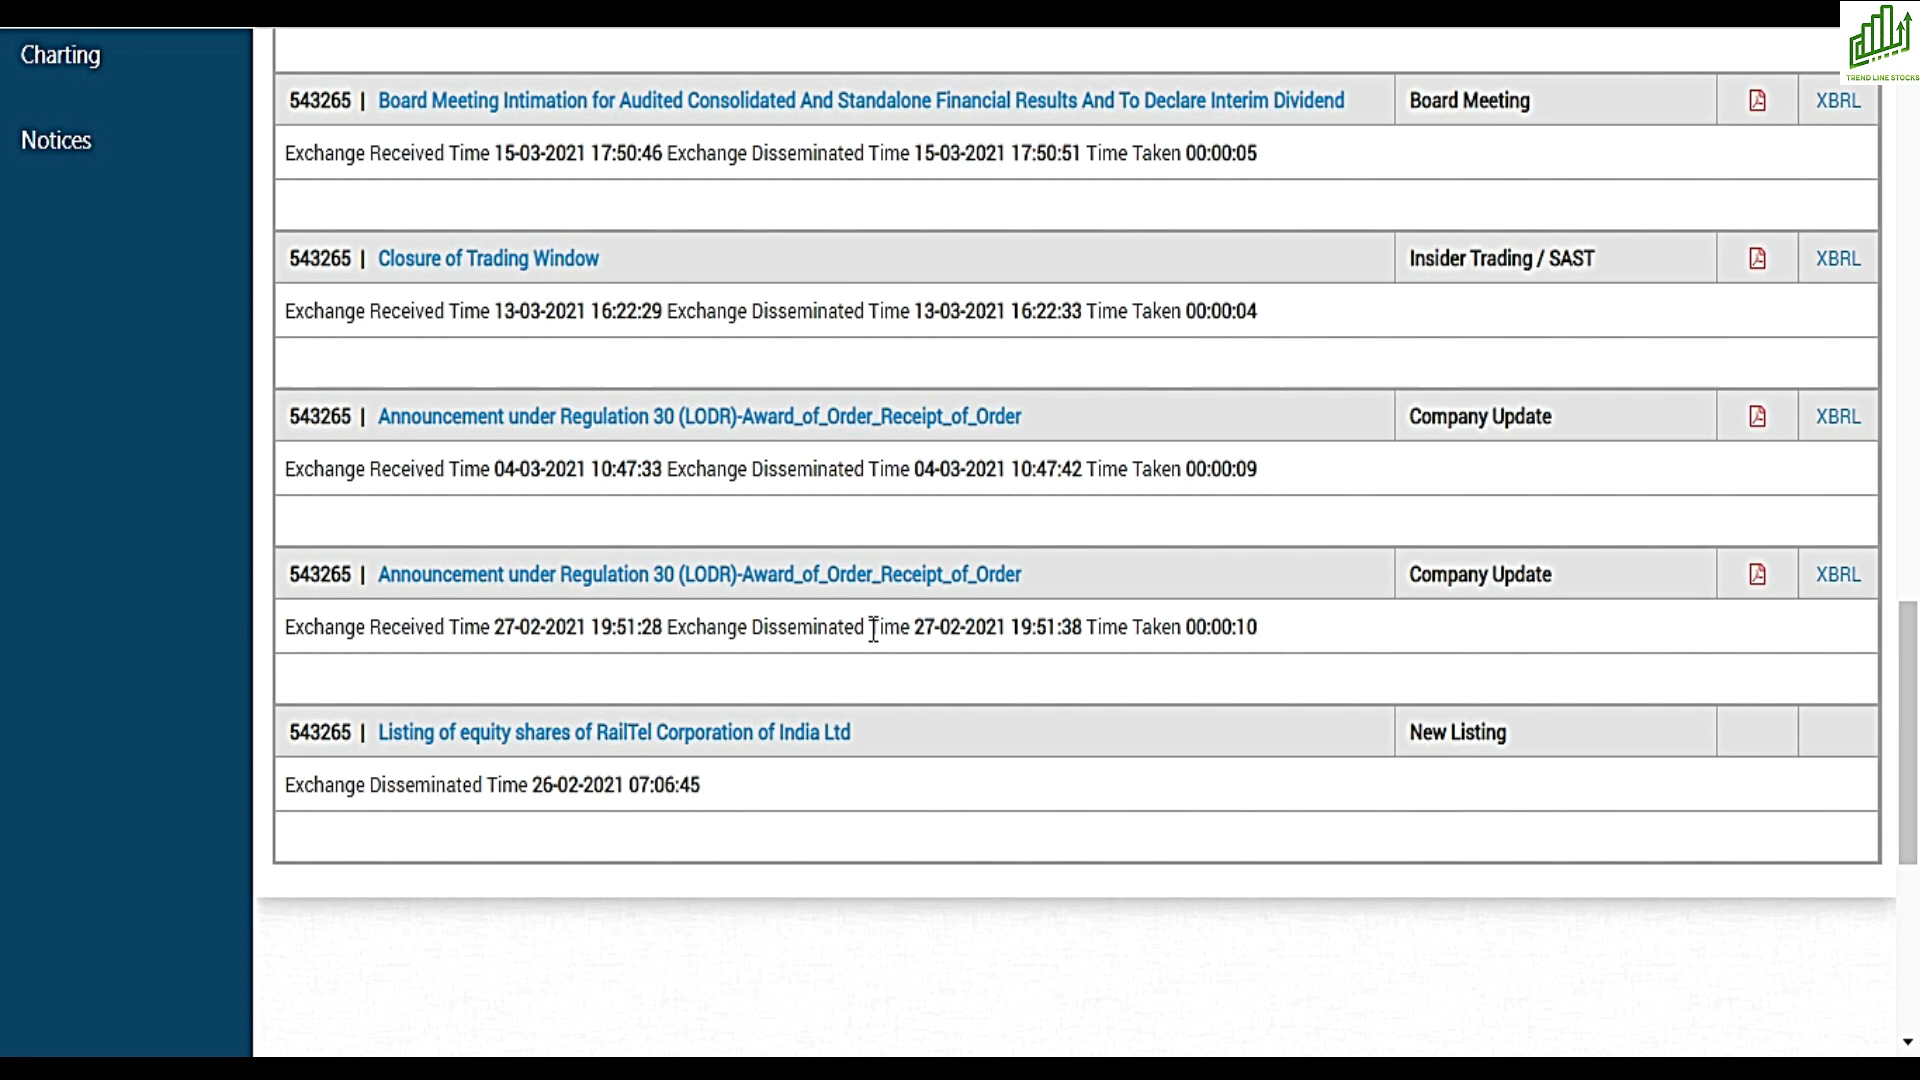 TREND LINE STOCKS
Charting
Notices
543265 | Board Meeting Intimation for Audited Consolidated And Standalone Financial Results And To Declare Interim Dividend Board Meeting XBRL
Exchange Received Time 15-03-2021 17:50:46 Exchange Disseminated Time 15-03-2021 17:50:51 Time Taken 00:00:05
543265 | Closure of Trading Window Insider Trading / SAST XBRL
Exchange Received Time 13-03-2021 16:22:29 Exchange Disseminated Time 13-03-2021 16:22:33 Time Taken 00:00:04
543265 | Announcement under Regulation 30 (LODR)-Award_of_Order_Receipt_of_Order Company Update XBRL
Exchange Received Time 04-03-2021 10:47:33 Exchange Disseminated Time 04-03-2021 10:47:42 Time Taken 00:00:09
543265 | Announcement under Regulation 30 (LODR)-Award_of_Order_Receipt_of_Order Company Update XBRL
Exchange Received Time 27-02-2021 19:51:28 Exchange Disseminated Time 27-02-2021 19:51:38 Time Taken 00:00:10
543265 | Listing of equity shares of RailTel Corporation of India Ltd New Listing
Exchange Disseminated Time 26-02-2021 07:06:45